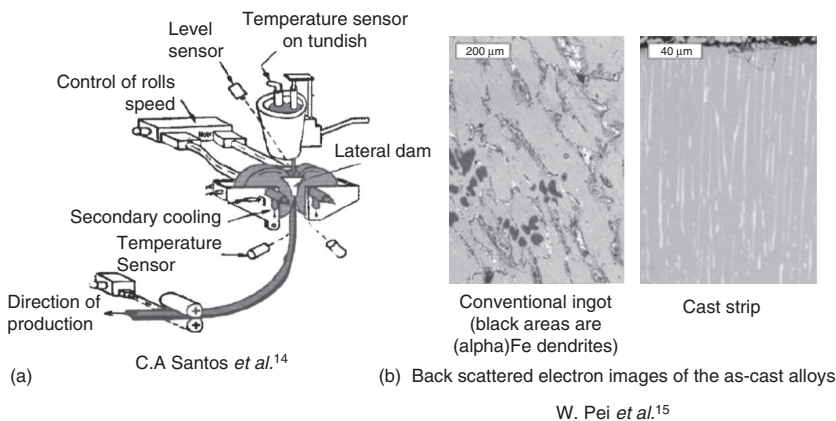 Level
sensor
Temperature sensor
on tundish
Control of rolls
speed
Lateral dam
Secondary cooling
Temperature
Sensor
Direction of
production
(a)
C.A Santos et al.14
200 µm
40 µm
Conventional ingot
(black areas are
(alpha)Fe dendrites)
Cast strip
(b) Back scattered electron images of the as-cast alloys
W. Pei et al.15